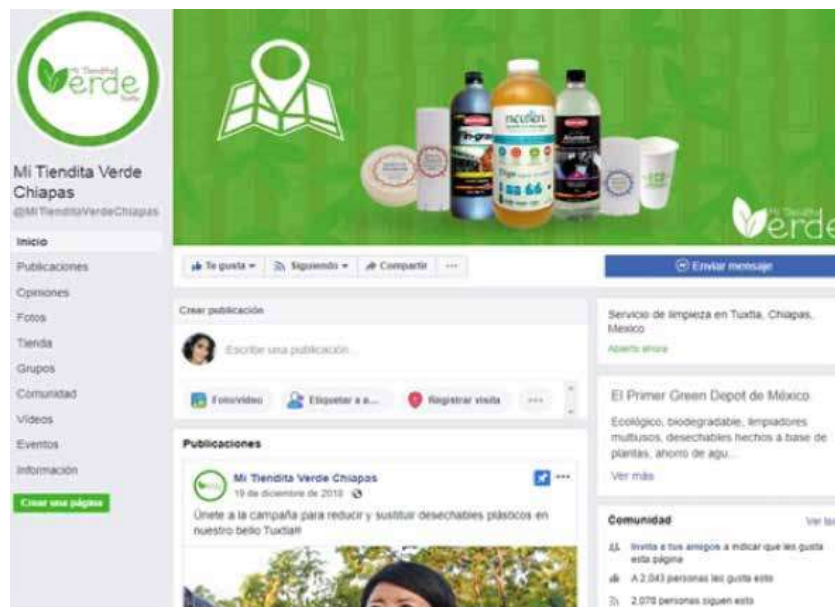 Mi Tiendita
Verde
Mi Tiendita Verde
Chiapas
@MiTienditaVerdeChiapas
Inicio
Publicaciones
Opiniones
Fotos
Tienda
Grupos
Comunidad
Videos
Eventos
Información
Crear una página
Mi Tiendita
Verde
Te gusta
Siguiendo
Compartir
Enviar mensaje
Crear publicación
Escribe una publicación...
Foto/video
Etiquetar a a...
Registrar visita
Publicaciones
Mi Tiendita Verde Chiapas
19 de diciembre de 2018
Únete a la campaña para reducir y sustituir desechables plásticos en
nuestro bello Tuxtla!!!
Servicio de limpieza en Tuxtla, Chiapas,
Mexico
Abierto ahora
El Primer Green Depot de México
Ecológico, biodegradable, limpiadores
multiusos, desechables hechos a base de
plantas, ahorro de agu...
Ver más
Comunidad
Ver
Invita a tus amigos a indicar que les gusta
esta página
A 2,043 personas les gusta esto
2,078 personas siguen esto